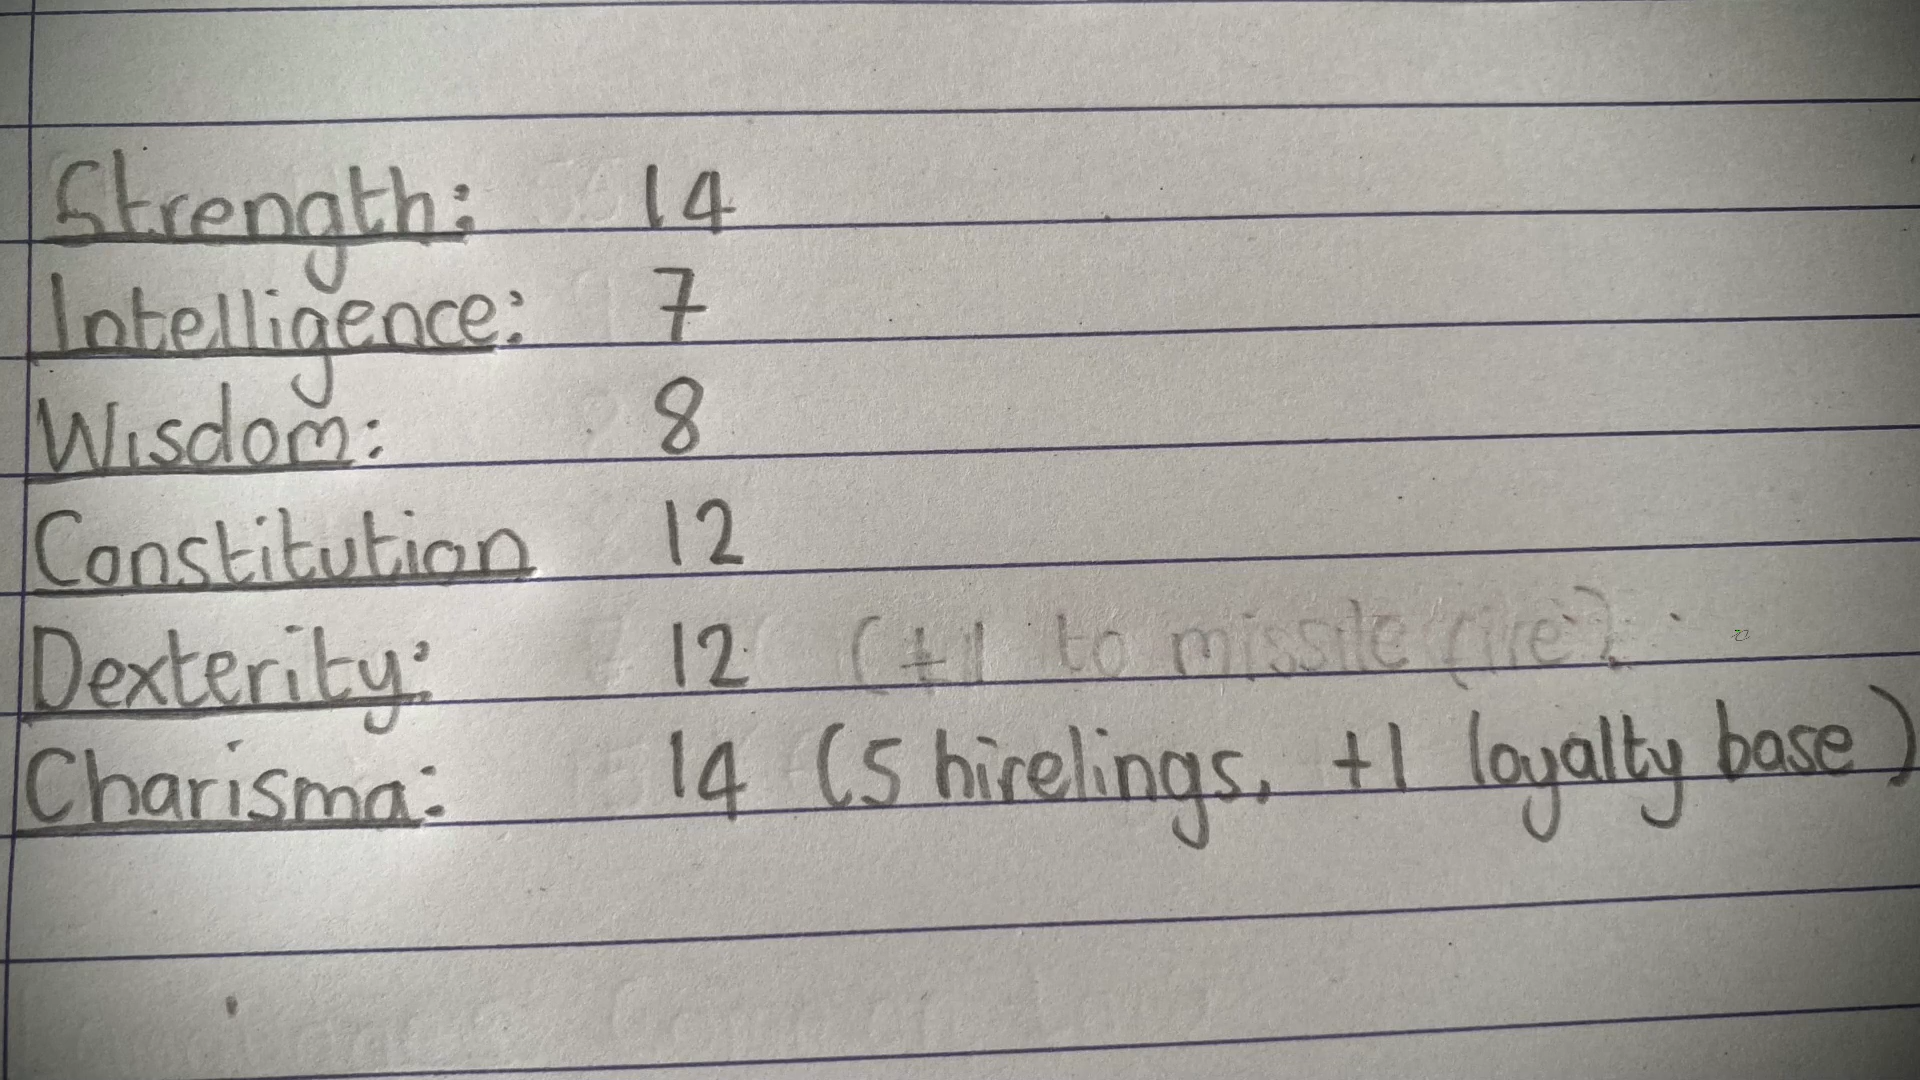 Strength: 14
Intelligence: 7
Wisdom: 8
Constitution 12
Dexterity: 12 (+1 to missile fire)
Charisma: 14 (5 hirelings, +1 loyalty base)